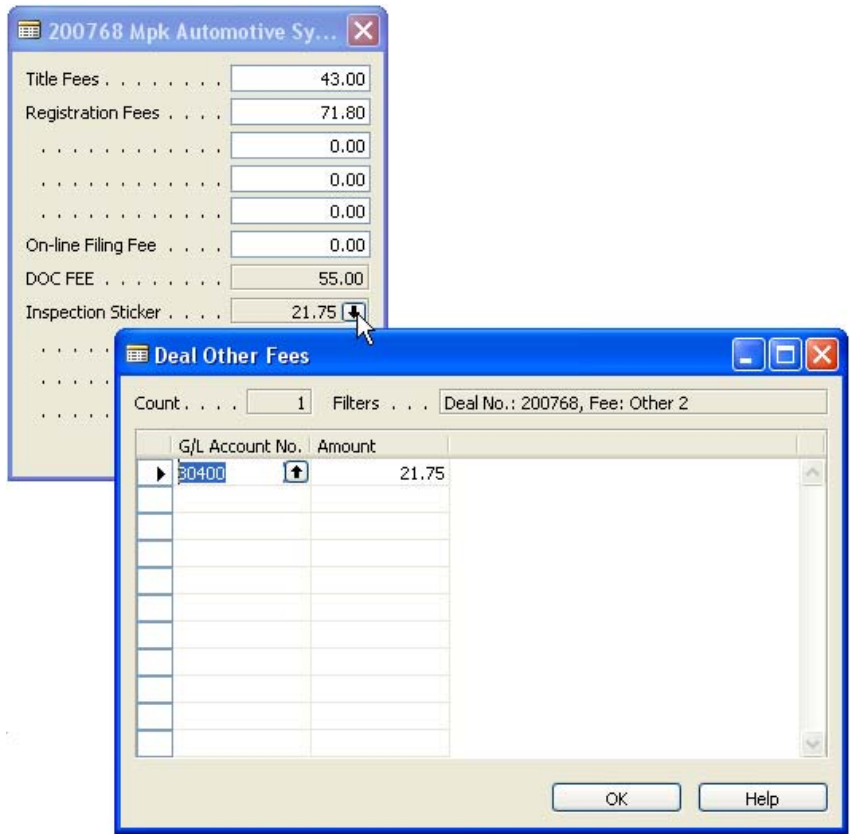 200768 Mpk Automotive Sy...
Title Fees . . . . . . . . 43.00
Registration Fees . . . . 71.80
. . . . . . . . . . . . 0.00
. . . . . . . . . . . . 0.00
. . . . . . . . . . . . 0.00
On-line Filing Fee . . . . 0.00
DOC FEE . . . . . . . . 55.00
Inspection Sticker . . . . 21.75
Deal Other Fees
Count . . . . 1 Filters . . . Deal No.: 200768, Fee: Other 2
G/L Account No. Amount
30400 21.75
OK Help